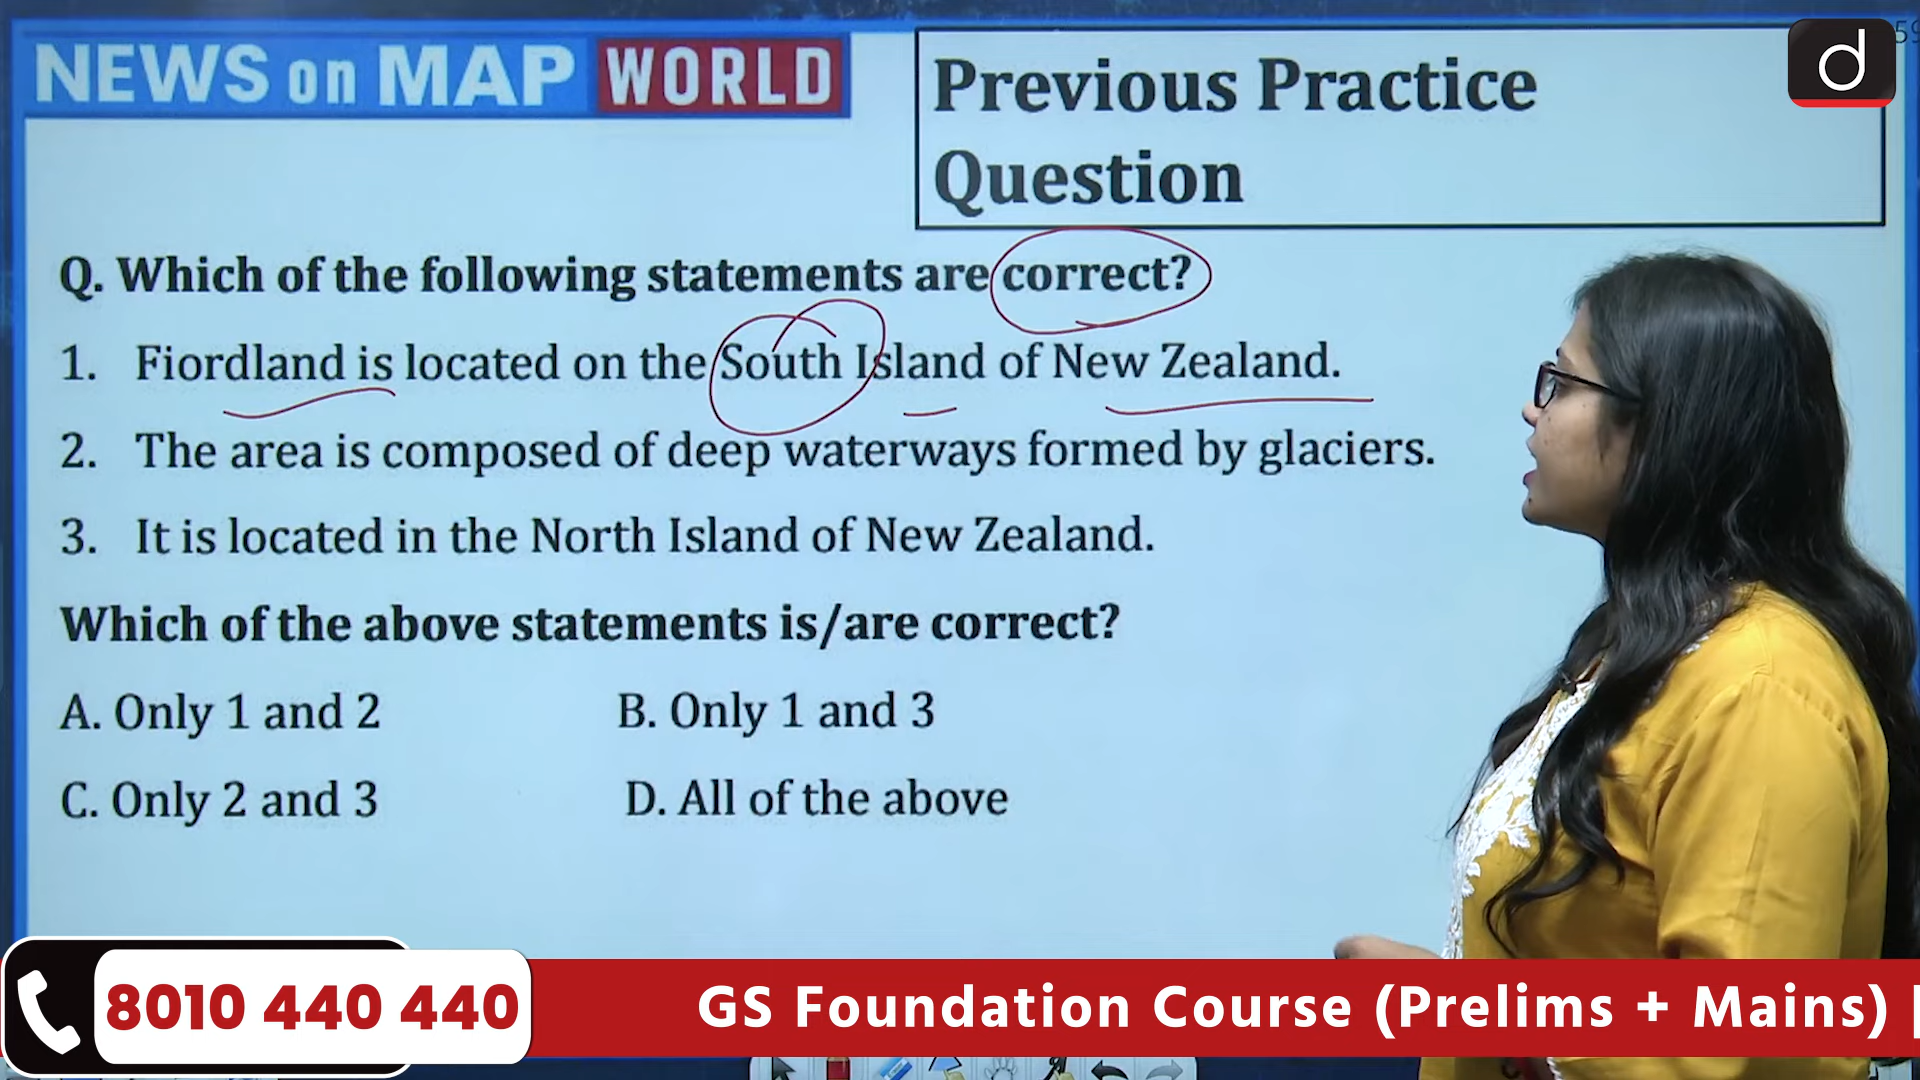 NEWS on MAP WORLD
Previous Practice
Question
d
59
Q. Which of the following statements are correct?
1. Fiordland is located on the South Island of New Zealand.
2. The area is composed of deep waterways formed by glaciers.
3. It is located in the North Island of New Zealand.
Which of the above statements is/are correct?
A. Only 1 and 2 B. Only 1 and 3
C. Only 2 and 3 D. All of the above
8010 440 440
GS Foundation Course (Prelims + Mains) |